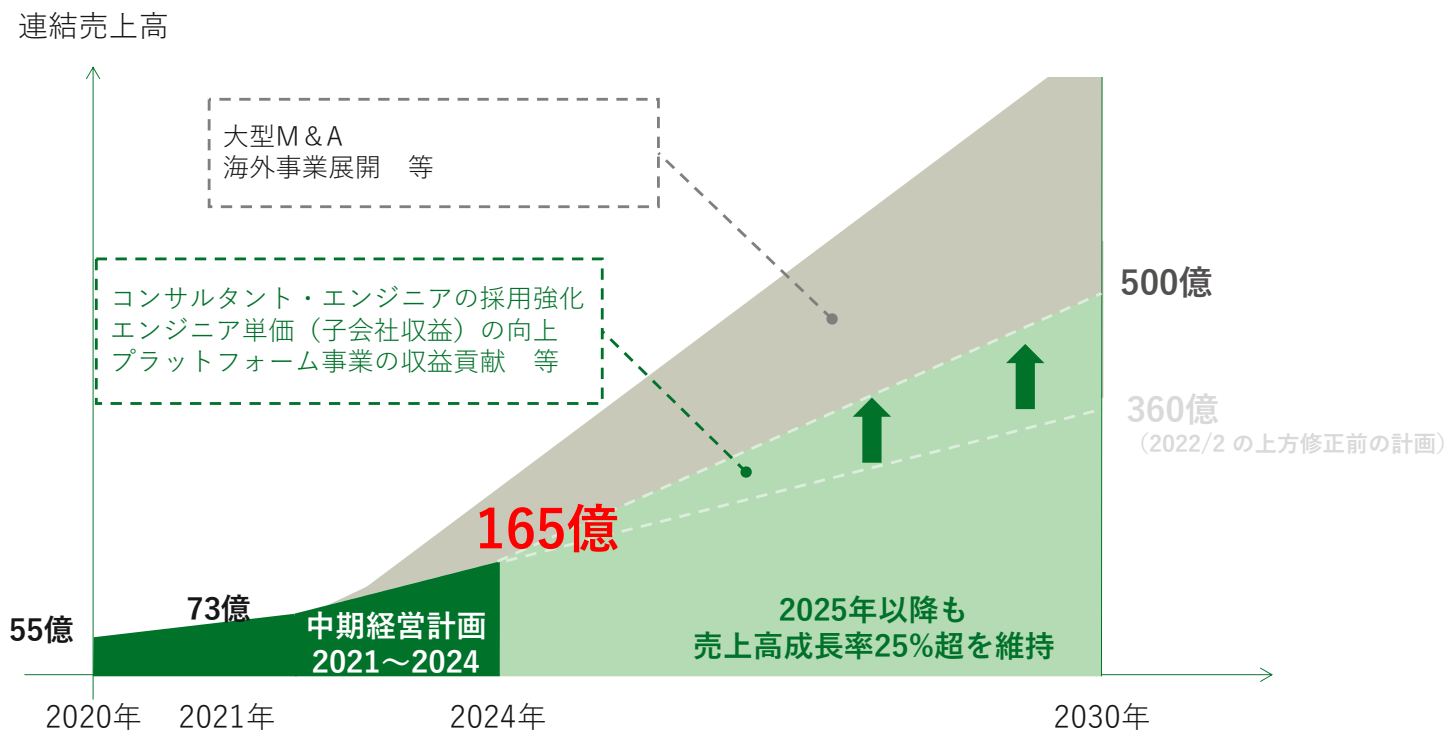 連結売上高
大型M＆A
海外事業展開　等
コンサルタント・エンジニアの採用強化
エンジニア単価（子会社収益）の向上
プラットフォーム事業の収益貢献　等
500億
360億
（2022/2 の上方修正前の計画）
165億
55億
73億
中期経営計画
2021～2024
2025年以降も
売上高成長率25%超を維持
2020年
2021年
2024年
2030年